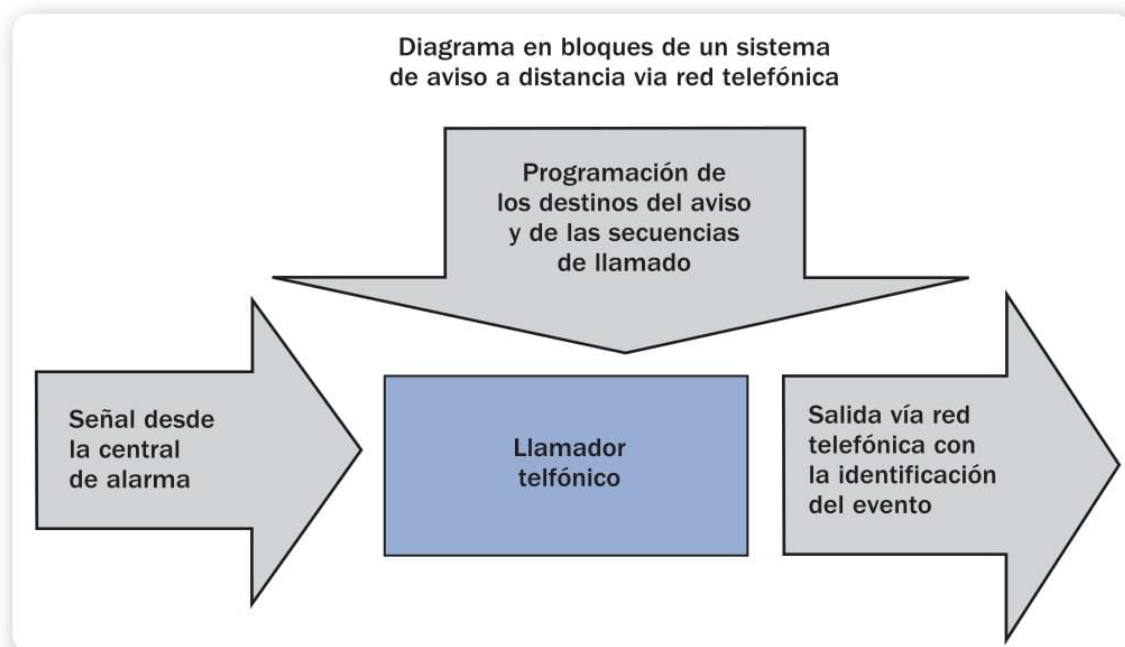 Diagrama en bloques de un sistema
de aviso a distancia via red telefónica
Programación de
los destinos del aviso
y de las secuencias
de llamado
Señal desde
la central
de alarma
Llamador
telfónico
Salida vía red
telefónica con
la identificación
del evento